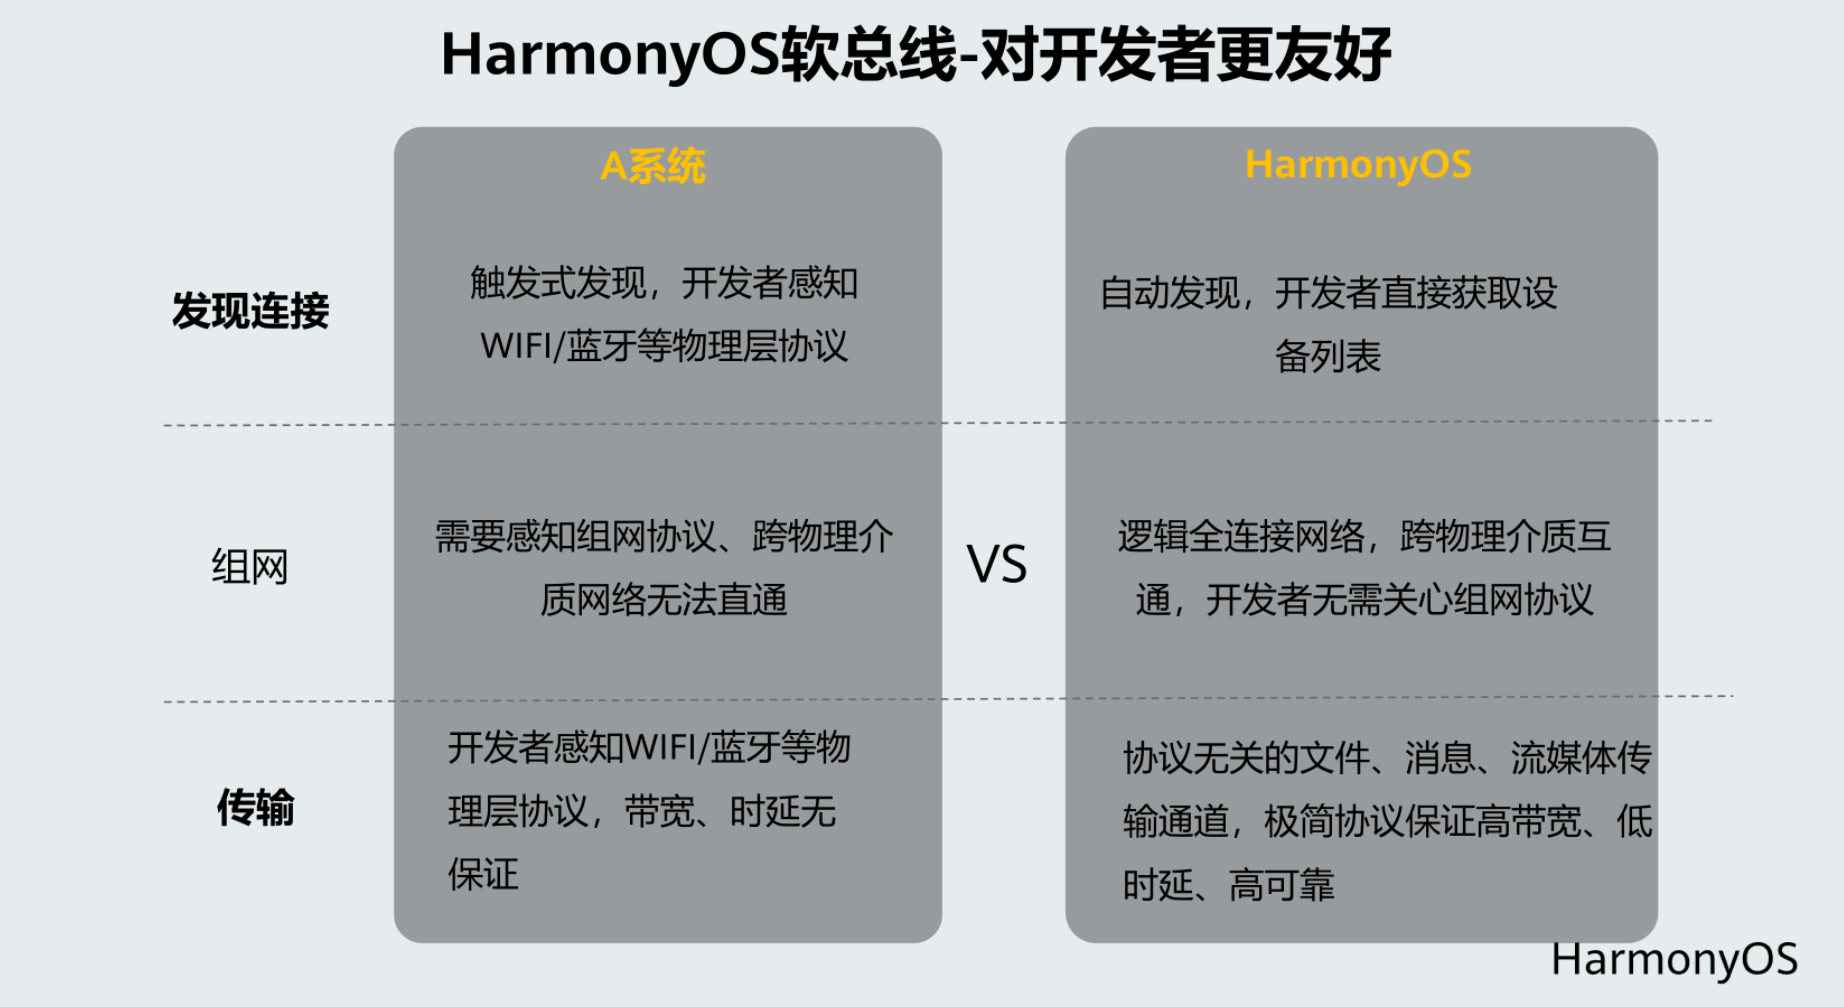 HarmonyOS软总线-对开发者更友好
A系统
HarmonyOS
发现连接
触发式发现，开发者感知
WIFI/蓝牙等物理层协议
自动发现，开发者直接获取设
备列表
组网
需要感知组网协议、跨物理介
质网络无法直通
VS
逻辑全连接网络，跨物理介质互
通，开发者无需关心组网协议
传输
开发者感知WIFI/蓝牙等物
理层协议，带宽、时延无
保证
协议无关的文件、消息、流媒体传
输通道，极简协议保证高带宽、低
时延、高可靠
HarmonyOS